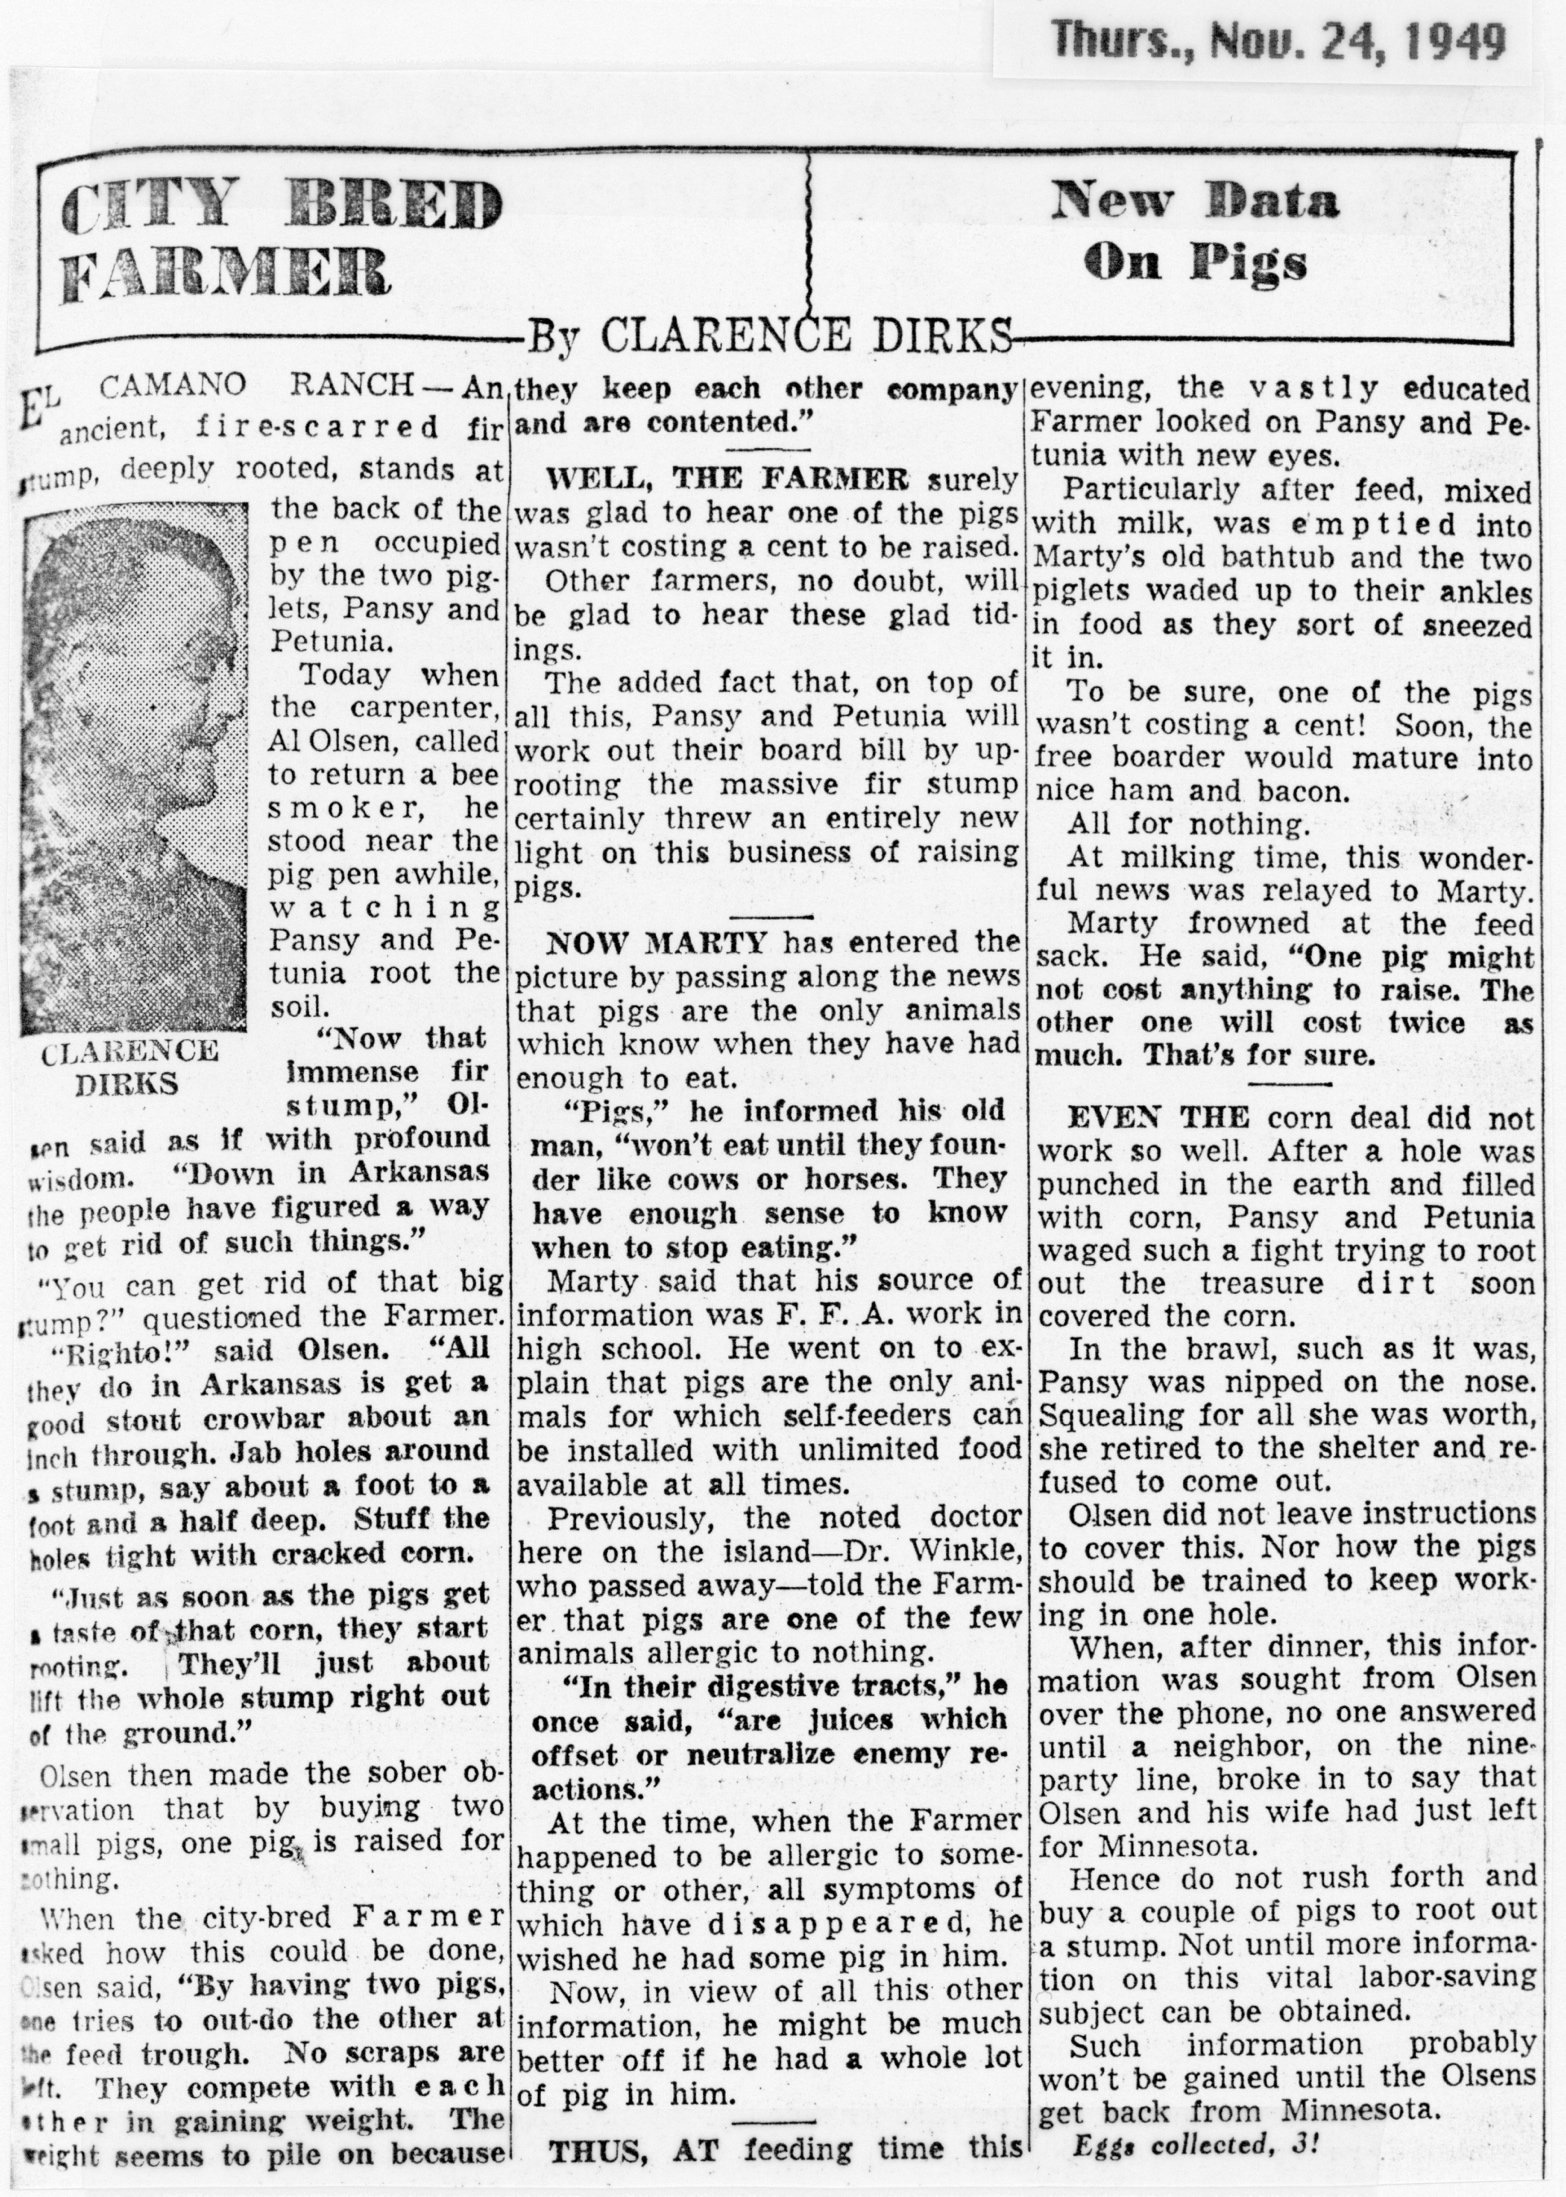 Thurs., Nov. 24, 1949
CITY BRED
FARMER
New Data
On Pigs
By CLARENCE DIRKS
EL CAMANO RANCH — An
ancient, fire-scarred fir
stump, deeply rooted, stands at
the back of the
pen occupied
by the two pig-
lets, Pansy and
Petunia.
Today when
the carpenter,
Al Olsen, called
to return a bee
smoker, he
stood near the
pig pen awhile,
watching
Pansy and Pe-
tunia root the
soil.
CLARENCE
DIRKS
"Now that
immense fir
stump," Ol-
sen said as if with profound
wisdom. "Down in Arkansas
the people have figured a way
to get rid of such things."
"You can get rid of that big
stump?" questioned the Farmer.
"Righto!" said Olsen. "All
they do in Arkansas is get a
good stout crowbar about an
inch through. Jab holes around
a stump, say about a foot to a
foot and a half deep. Stuff the
holes tight with cracked corn.
"Just as soon as the pigs get
a taste of that corn, they start
rooting. They'll just about
lift the whole stump right out
of the ground."
Olsen then made the sober ob-
servation that by buying two
small pigs, one pig is raised for
nothing.
When the city-bred Farmer
asked how this could be done,
Olsen said, "By having two pigs,
one tries to out-do the other at
the feed trough. No scraps are
left. They compete with each
other in gaining weight. The
weight seems to pile on because
they keep each other company
and are contented."
WELL, THE FARMER surely
was glad to hear one of the pigs
wasn't costing a cent to be raised.
Other farmers, no doubt, will
be glad to hear these glad tid-
ings.
The added fact that, on top of
all this, Pansy and Petunia will
work out their board bill by up-
rooting the massive fir stump
certainly threw an entirely new
light on this business of raising
pigs.
NOW MARTY has entered the
picture by passing along the news
that pigs are the only animals
which know when they have had
enough to eat.
"Pigs," he informed his old
man, "won't eat until they foun-
der like cows or horses. They
have enough sense to know
when to stop eating."
Marty said that his source of
information was F. F. A. work in
high school. He went on to ex-
plain that pigs are the only ani-
mals for which self-feeders can
be installed with unlimited food
available at all times.
Previously, the noted doctor
here on the island—Dr. Winkle,
who passed away—told the Farm-
er that pigs are one of the few
animals allergic to nothing.
"In their digestive tracts," he
once said, "are juices which
offset or neutralize enemy re-
actions."
At the time, when the Farmer
happened to be allergic to some-
thing or other, all symptoms of
which have disappeared, he
wished he had some pig in him.
Now, in view of all this other
information, he might be much
better off if he had a whole lot
of pig in him.
THUS, AT feeding time this
evening, the vastly educated
Farmer looked on Pansy and Pe-
tunia with new eyes.
Particularly after feed, mixed
with milk, was emptied into
Marty's old bathtub and the two
piglets waded up to their ankles
in food as they sort of sneezed
it in.
To be sure, one of the pigs
wasn't costing a cent! Soon, the
free boarder would mature into
nice ham and bacon.
All for nothing.
At milking time, this wonder-
ful news was relayed to Marty.
Marty frowned at the feed
sack. He said, "One pig might
not cost anything to raise. The
other one will cost twice as
much. That's for sure.
EVEN THE corn deal did not
work so well. After a hole was
punched in the earth and filled
with corn, Pansy and Petunia
waged such a fight trying to root
out the treasure dirt soon
covered the corn.
In the brawl, such as it was,
Pansy was nipped on the nose.
Squealing for all she was worth,
she retired to the shelter and re-
fused to come out.
Olsen did not leave instructions
to cover this. Nor how the pigs
should be trained to keep work-
ing in one hole.
When, after dinner, this infor-
mation was sought from Olsen
over the phone, no one answered
until a neighbor, on the nine-
party line, broke in to say that
Olsen and his wife had just left
for Minnesota.
Hence do not rush forth and
buy a couple of pigs to root out
a stump. Not until more informa-
tion on this vital labor-saving
subject can be obtained.
Such information probably
won't be gained until the Olsens
get back from Minnesota.
Eggs collected, 3!